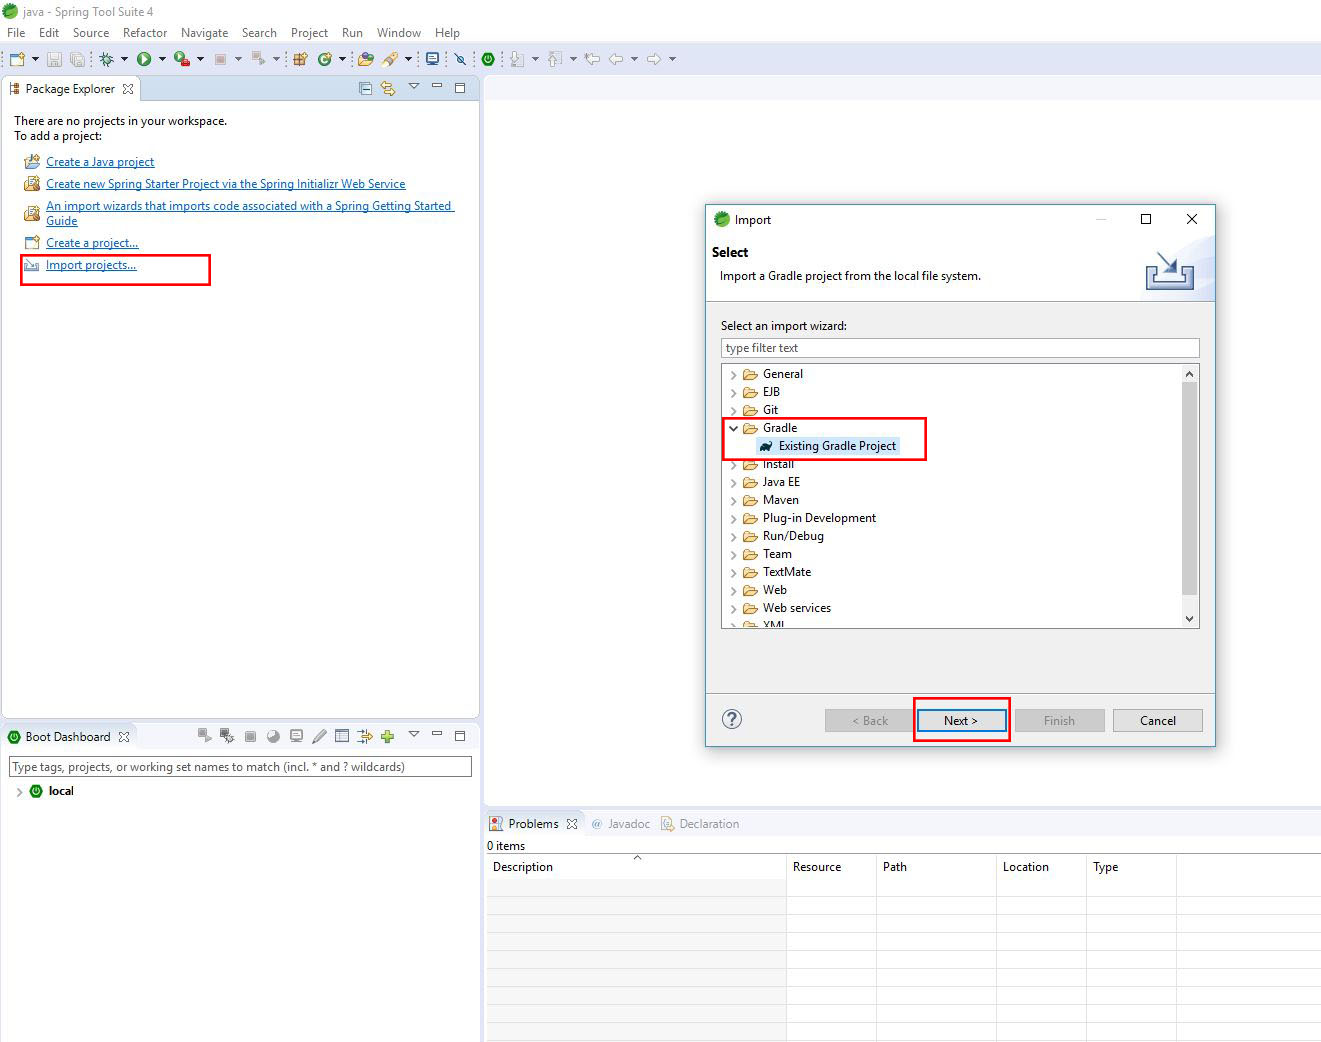 java - Spring Tool Suite 4
File Edit Source Refactor Navigate Search Project Run Window Help
Package Explorer
There are no projects in your workspace.
To add a project:
Create a Java project
Create new Spring Starter Project via the Spring Initializr Web Service
An import wizards that imports code associated with a Spring Getting Started
Guide
Create a project...
Import projects...
Import
Select
Import a Gradle project from the local file system.
Select an import wizard:
type filter text
General
EJB
Git
Gradle
Existing Gradle Project
Install
Java EE
Maven
Plug-in Development
Run/Debug
Team
TextMate
Web
Web services
XML
< Back Next > Finish Cancel
Boot Dashboard
Type tags, projects, or working set names to match (incl. * and ? wildcards)
local
Problems @ Javadoc Declaration
0 items
Description Resource Path Location Type